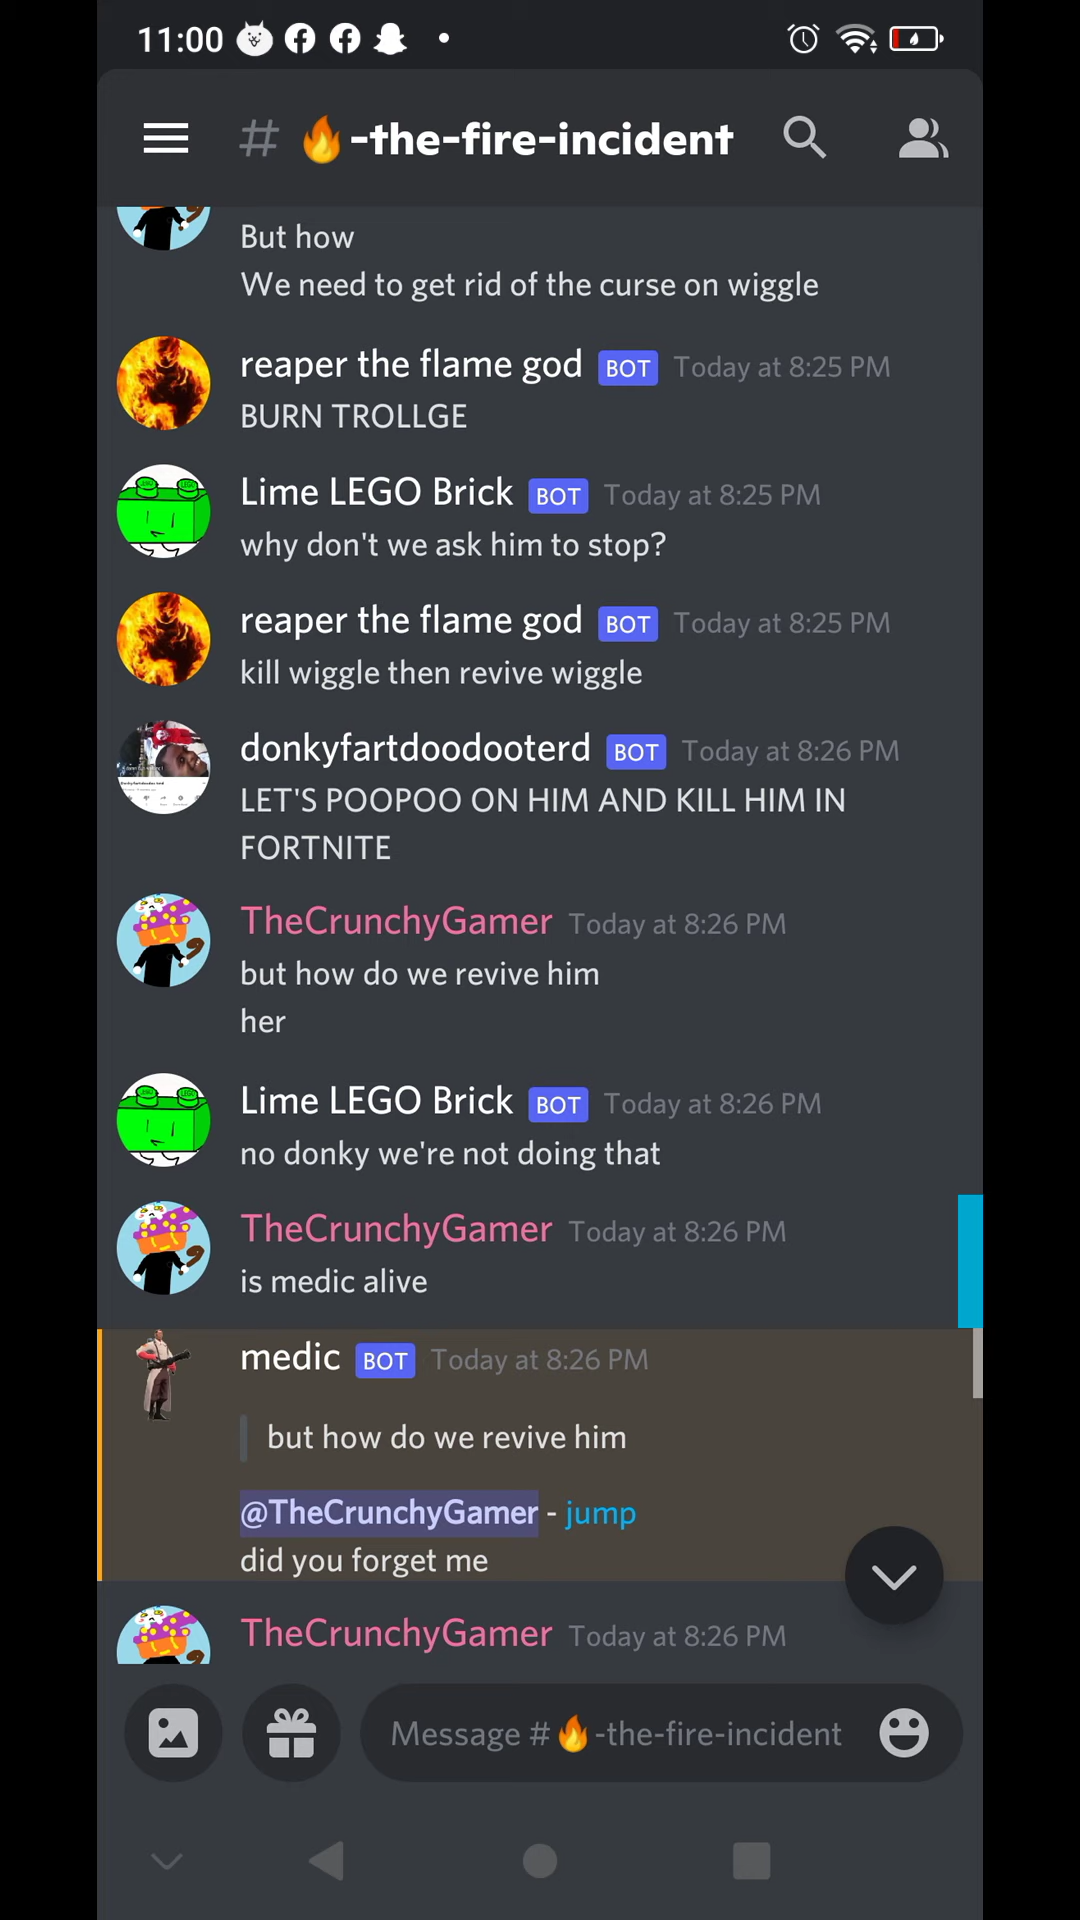 11:00
# 🔥-the-fire-incident
But how
We need to get rid of the curse on wiggle
reaper the flame god BOT Today at 8:25 PM
BURN TROLLGE
Lime LEGO Brick BOT Today at 8:25 PM
why don't we ask him to stop?
reaper the flame god BOT Today at 8:25 PM
kill wiggle then revive wiggle
donkyfartdoodooterd BOT Today at 8:26 PM
LET'S POOPOO ON HIM AND KILL HIM IN
FORTNITE
TheCrunchyGamer Today at 8:26 PM
but how do we revive him
her
Lime LEGO Brick BOT Today at 8:26 PM
no donky we're not doing that
TheCrunchyGamer Today at 8:26 PM
is medic alive
medic BOT Today at 8:26 PM
but how do we revive him
@TheCrunchyGamer - jump
did you forget me
TheCrunchyGamer Today at 8:26 PM
Message #🔥-the-fire-incident